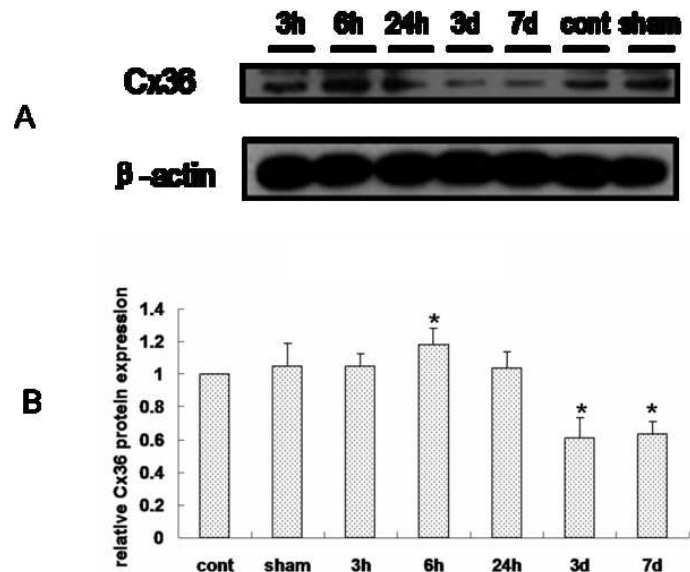 3h 6h 24h 3d 7d cont sham
Cx36
A
β-actin
relative Cx36 protein expression
1.4
1.2
1
0.8
0.6
0.4
0.2
0
*
*
*
B
cont sham 3h 6h 24h 3d 7d